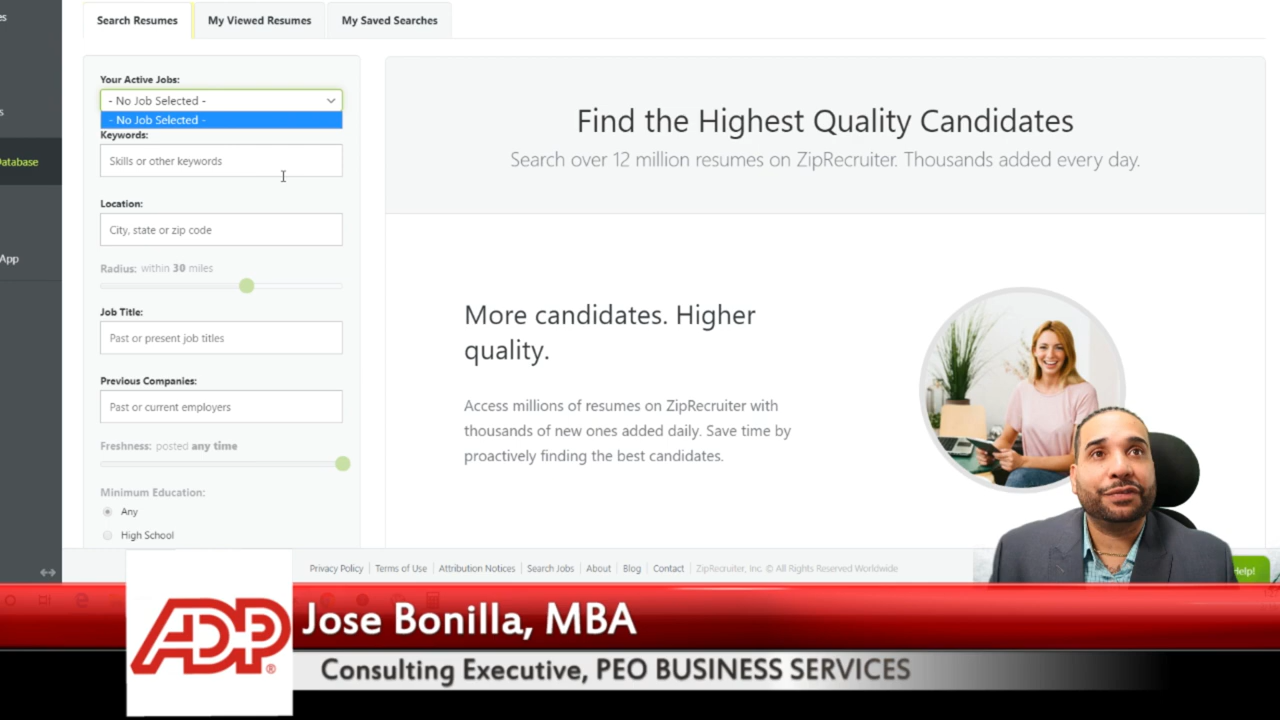 es
Search Resumes
My Viewed Resumes
My Saved Searches
s
Database
App
Your Active Jobs:
- No Job Selected -
- No Job Selected -
Keywords:
Skills or other keywords
Location:
City, state or zip code
Radius: within 30 miles
Job Title:
Past or present job titles
Previous Companies:
Past or current employers
Freshness: posted any time
Minimum Education:
Any
High School
Find the Highest Quality Candidates
Search over 12 million resumes on ZipRecruiter. Thousands added every day.
More candidates. Higher
quality.
Access millions of resumes on ZipRecruiter with
thousands of new ones added daily. Save time by
proactively finding the best candidates.
Privacy Policy | Terms of Use | Attribution Notices | Search Jobs | About | Blog | Contact | ZipRecruiter, Inc. © All Rights Reserved Worldwide
Help!
ADP®
Jose Bonilla, MBA
Consulting Executive, PEO BUSINESS SERVICES